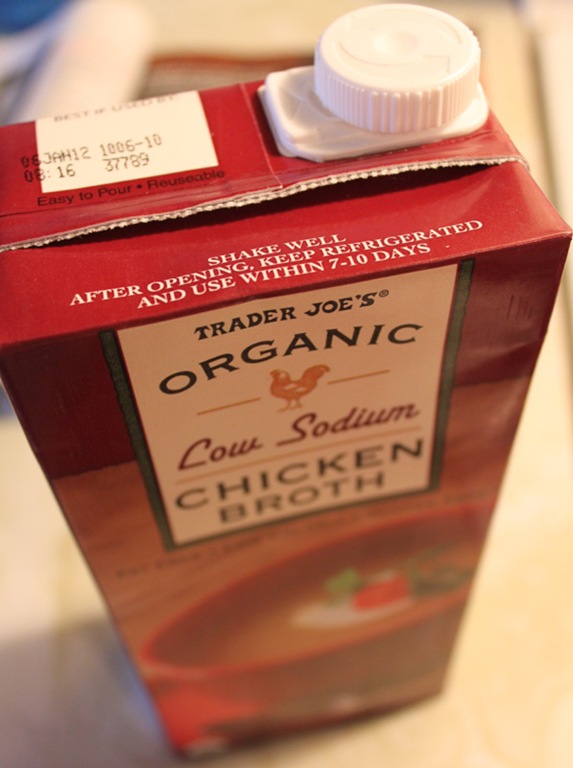 BEST IF USED BY:
06JAN12 1006-10
08:16 37789
Easy to Pour • Reuseable
SHAKE WELL
AFTER OPENING, KEEP REFRIGERATED
AND USE WITHIN 7-10 DAYS
TRADER JOE'S®
ORGANIC
Low Sodium
CHICKEN
BROTH